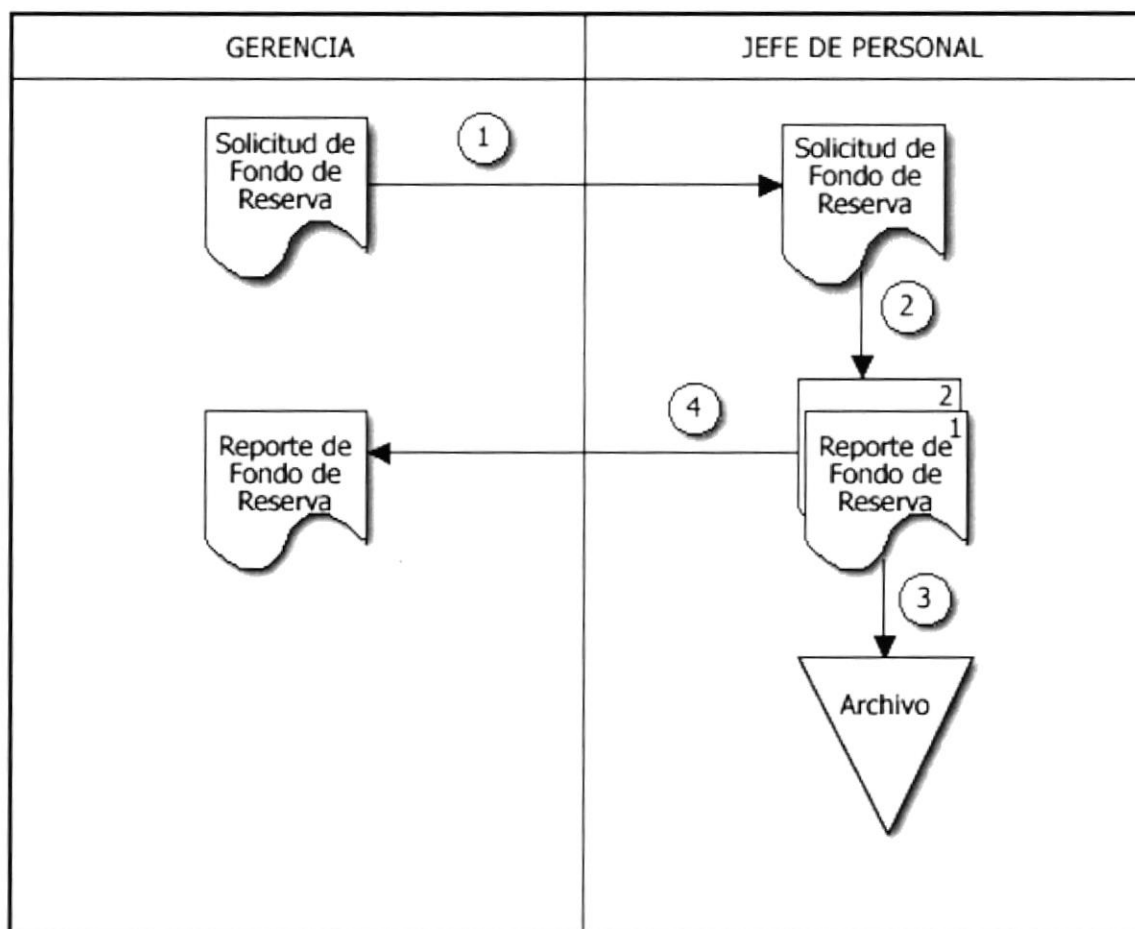 GERENCIA
JEFE DE PERSONAL
Solicitud de
Fondo de
Reserva
1
Solicitud de
Fondo de
Reserva
2
4
Reporte de
Fondo de
Reserva
2
1
Reporte de
Fondo de
Reserva
3
Archivo